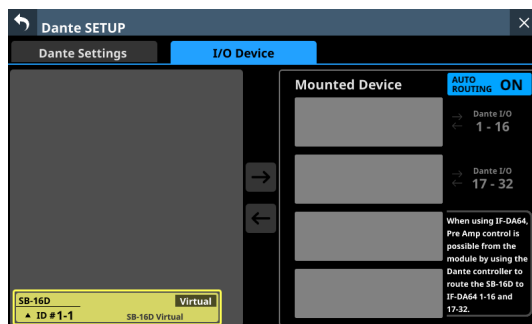 Dante SETUP
Dante Settings
I/O Device
Mounted Device
AUTO
ROUTING ON
Dante I/O
1 - 16
Dante I/O
17 - 32
When using IF-DA64,
Pre Amp control is
possible from the
module by using the
Dante controller to
route the SB-16D to
IF-DA64 1-16 and
17-32.
SB-16D
Virtual
▲ ID #1-1
SB-16D Virtual